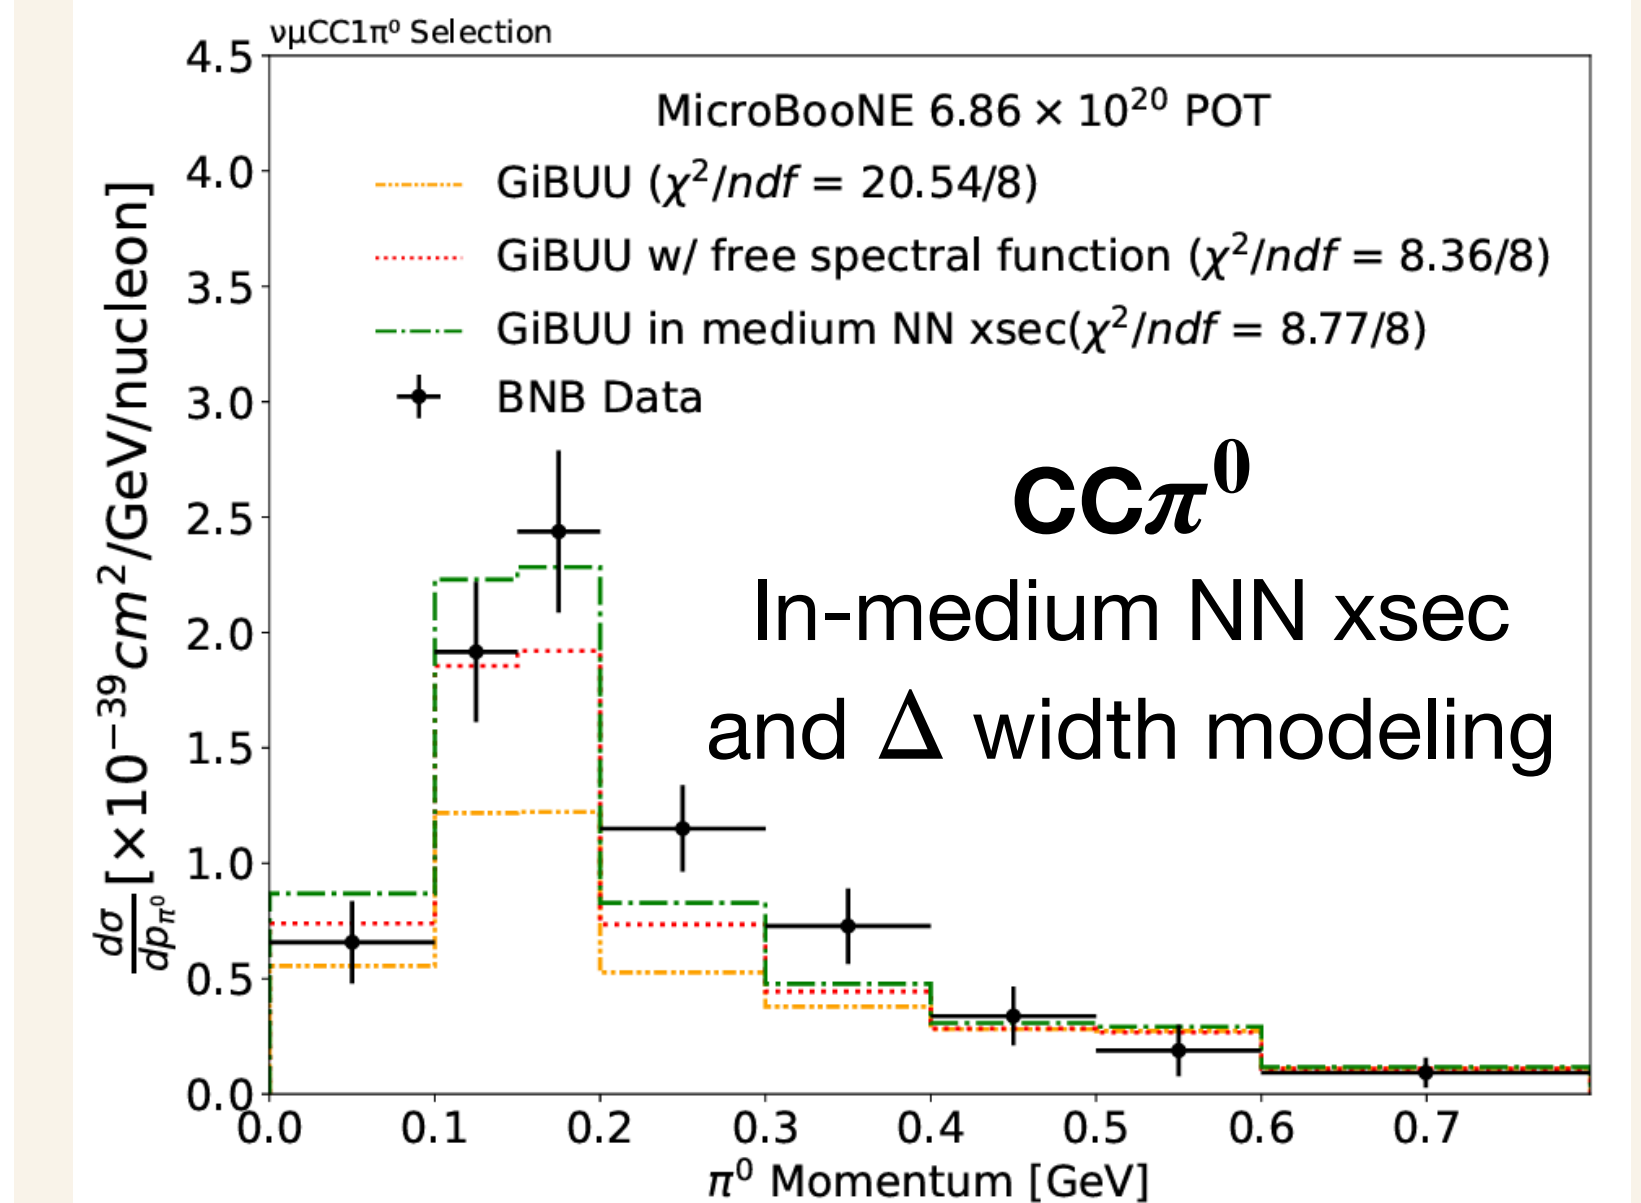 νμCC1π⁰ Selection
MicroBooNE 6.86 × 10²⁰ POT
GiBUU (χ²/ndf = 20.54/8)
GiBUU w/ free spectral function (χ²/ndf = 8.36/8)
GiBUU in medium NN xsec(χ²/ndf = 8.77/8)
BNB Data
CCπ⁰
In-medium NN xsec
and Δ width modeling
dσ/dp_π⁰ [×10⁻³⁹cm²/GeV/nucleon]
4.5
4.0
3.5
3.0
2.5
2.0
1.5
1.0
0.5
0.0
0.0 0.1 0.2 0.3 0.4 0.5 0.6 0.7
π⁰ Momentum [GeV]